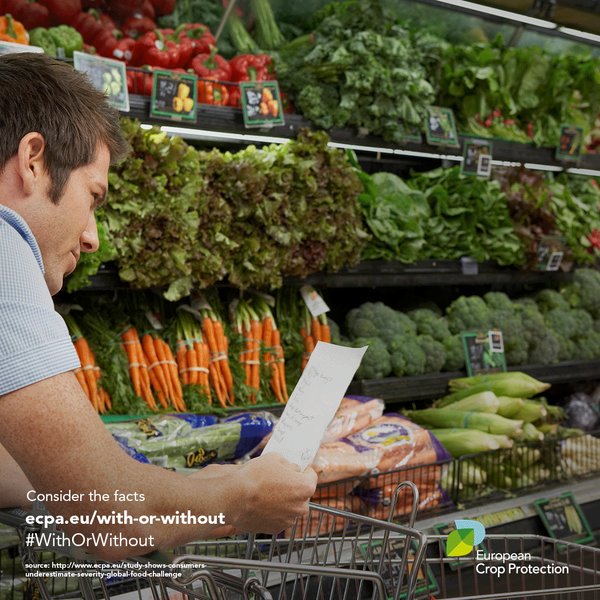 Consider the facts
ecpa.eu/with-or-without
#WithOrWithout
source: http://www.ecpa.eu/study-shows-consumers-
underestimate-severity-global-food-challenge
European
Crop Protection